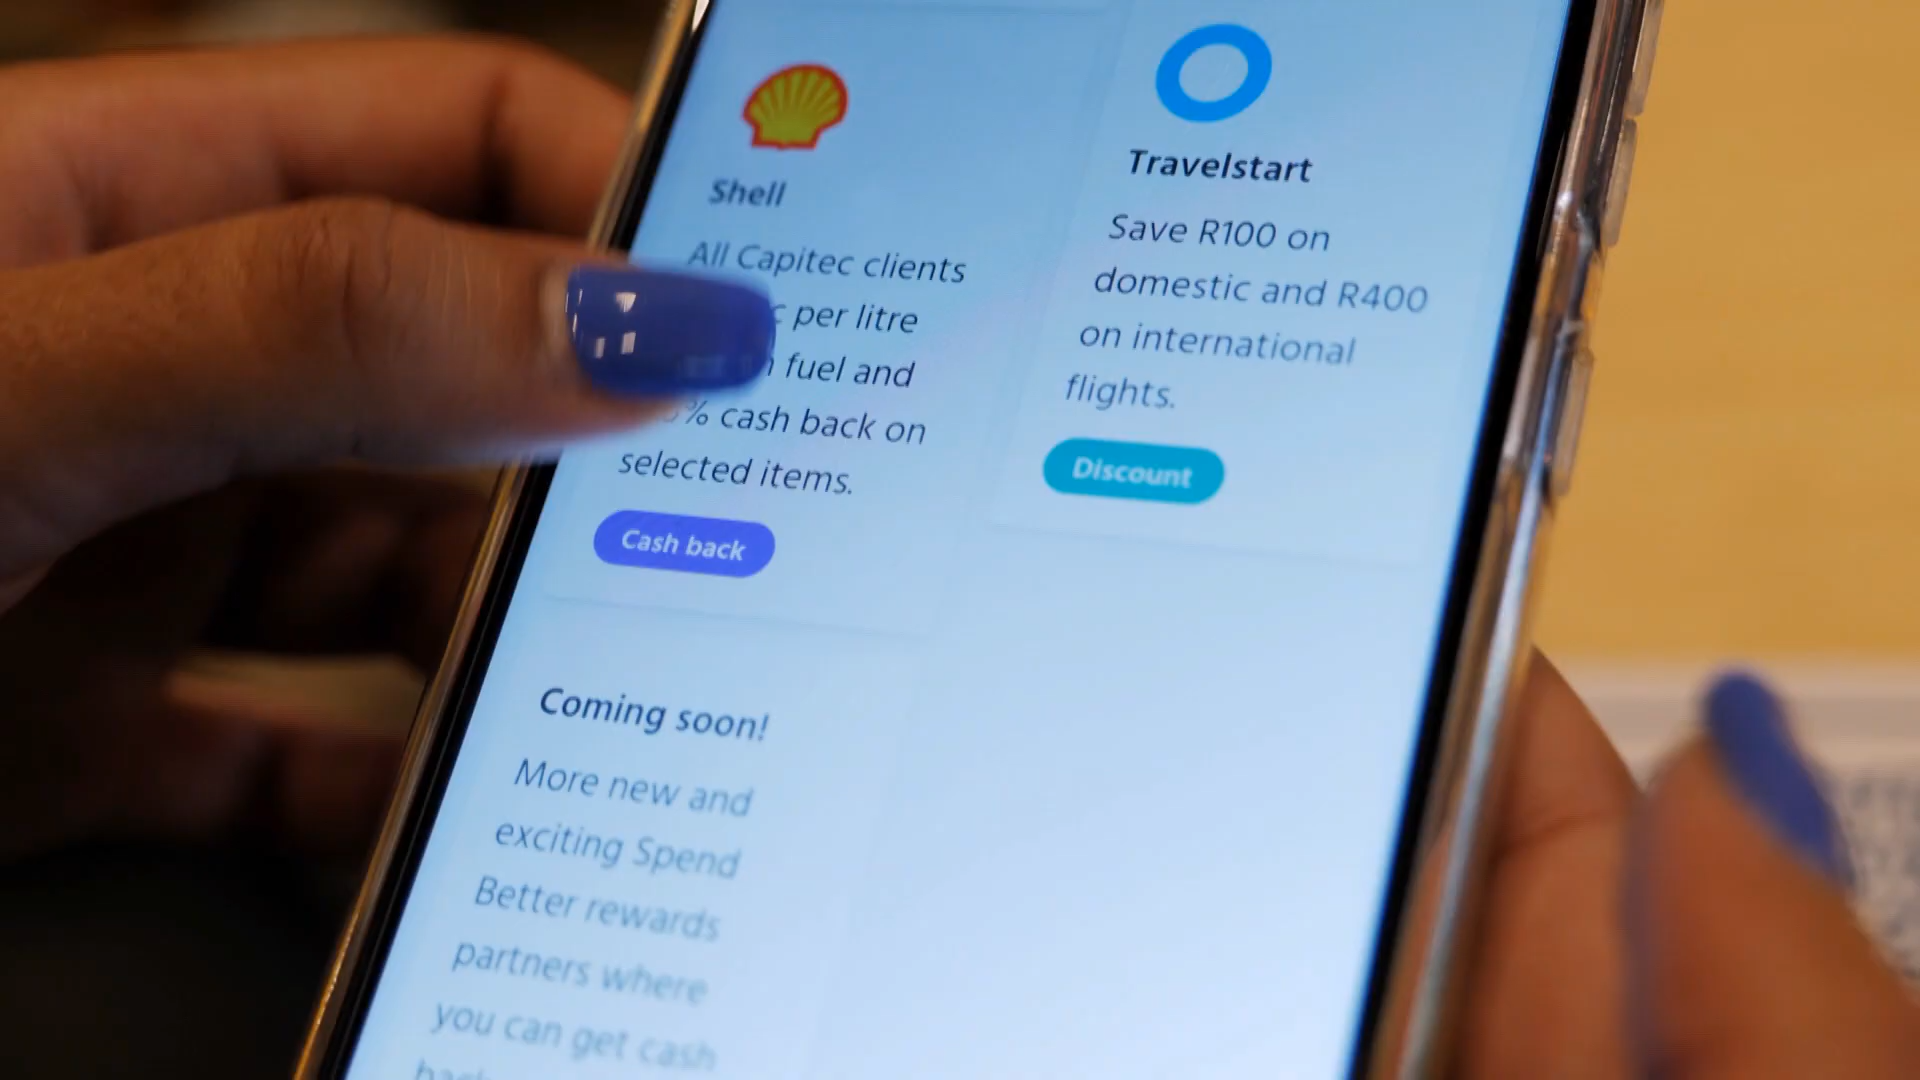 Shell
All Capitec clients
per litre
fuel and
% cash back on
selected items.
Cash back
Travelstart
Save R100 on
domestic and R400
on international
flights.
Discount
Coming soon!
More new and
exciting Spend
Better rewards
partners where
you can get cash